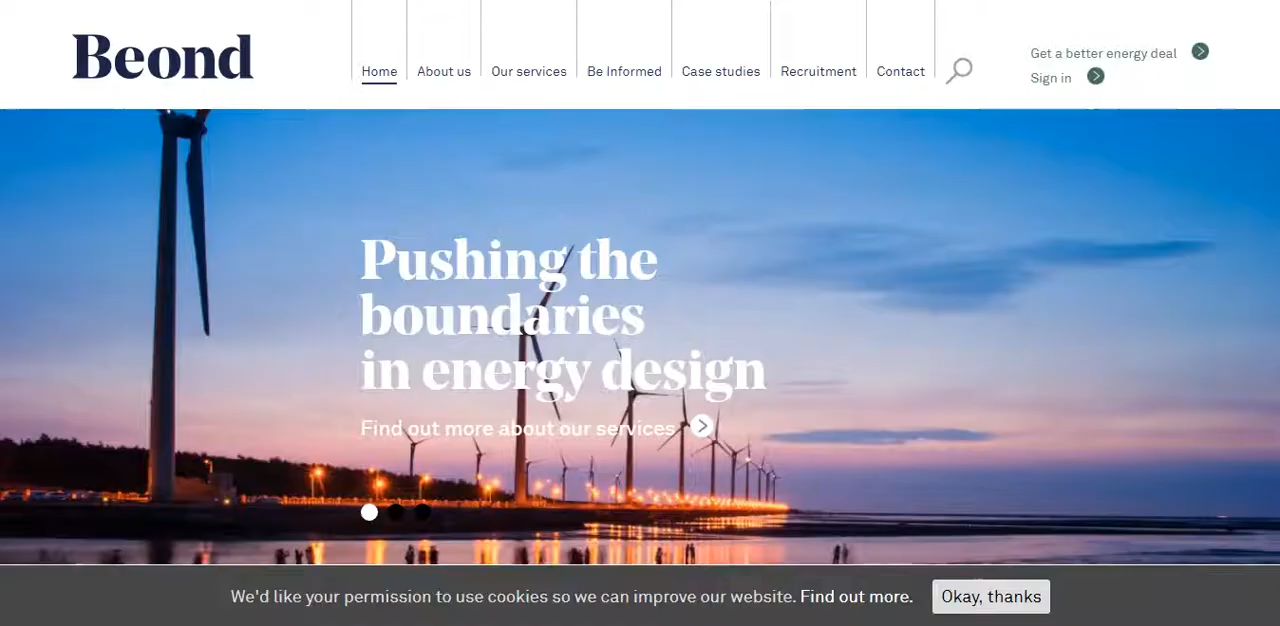 Beond
Home
About us
Our services
Be Informed
Case studies
Recruitment
Contact
Get a better energy deal
Sign in
Pushing the
boundaries
in energy design
Find out more about our services
We'd like your permission to use cookies so we can improve our website. Find out more.
Okay, thanks